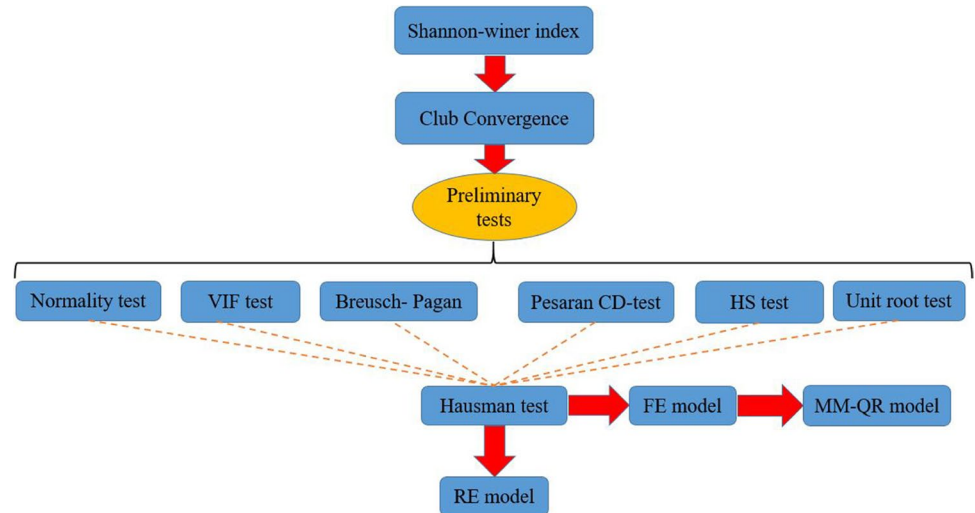 Shannon-winer index
Club Convergence
Preliminary
tests
Normality test
VIF test
Breusch- Pagan
Pesaran CD-test
HS test
Unit root test
Hausman test
FE model
MM-QR model
RE model